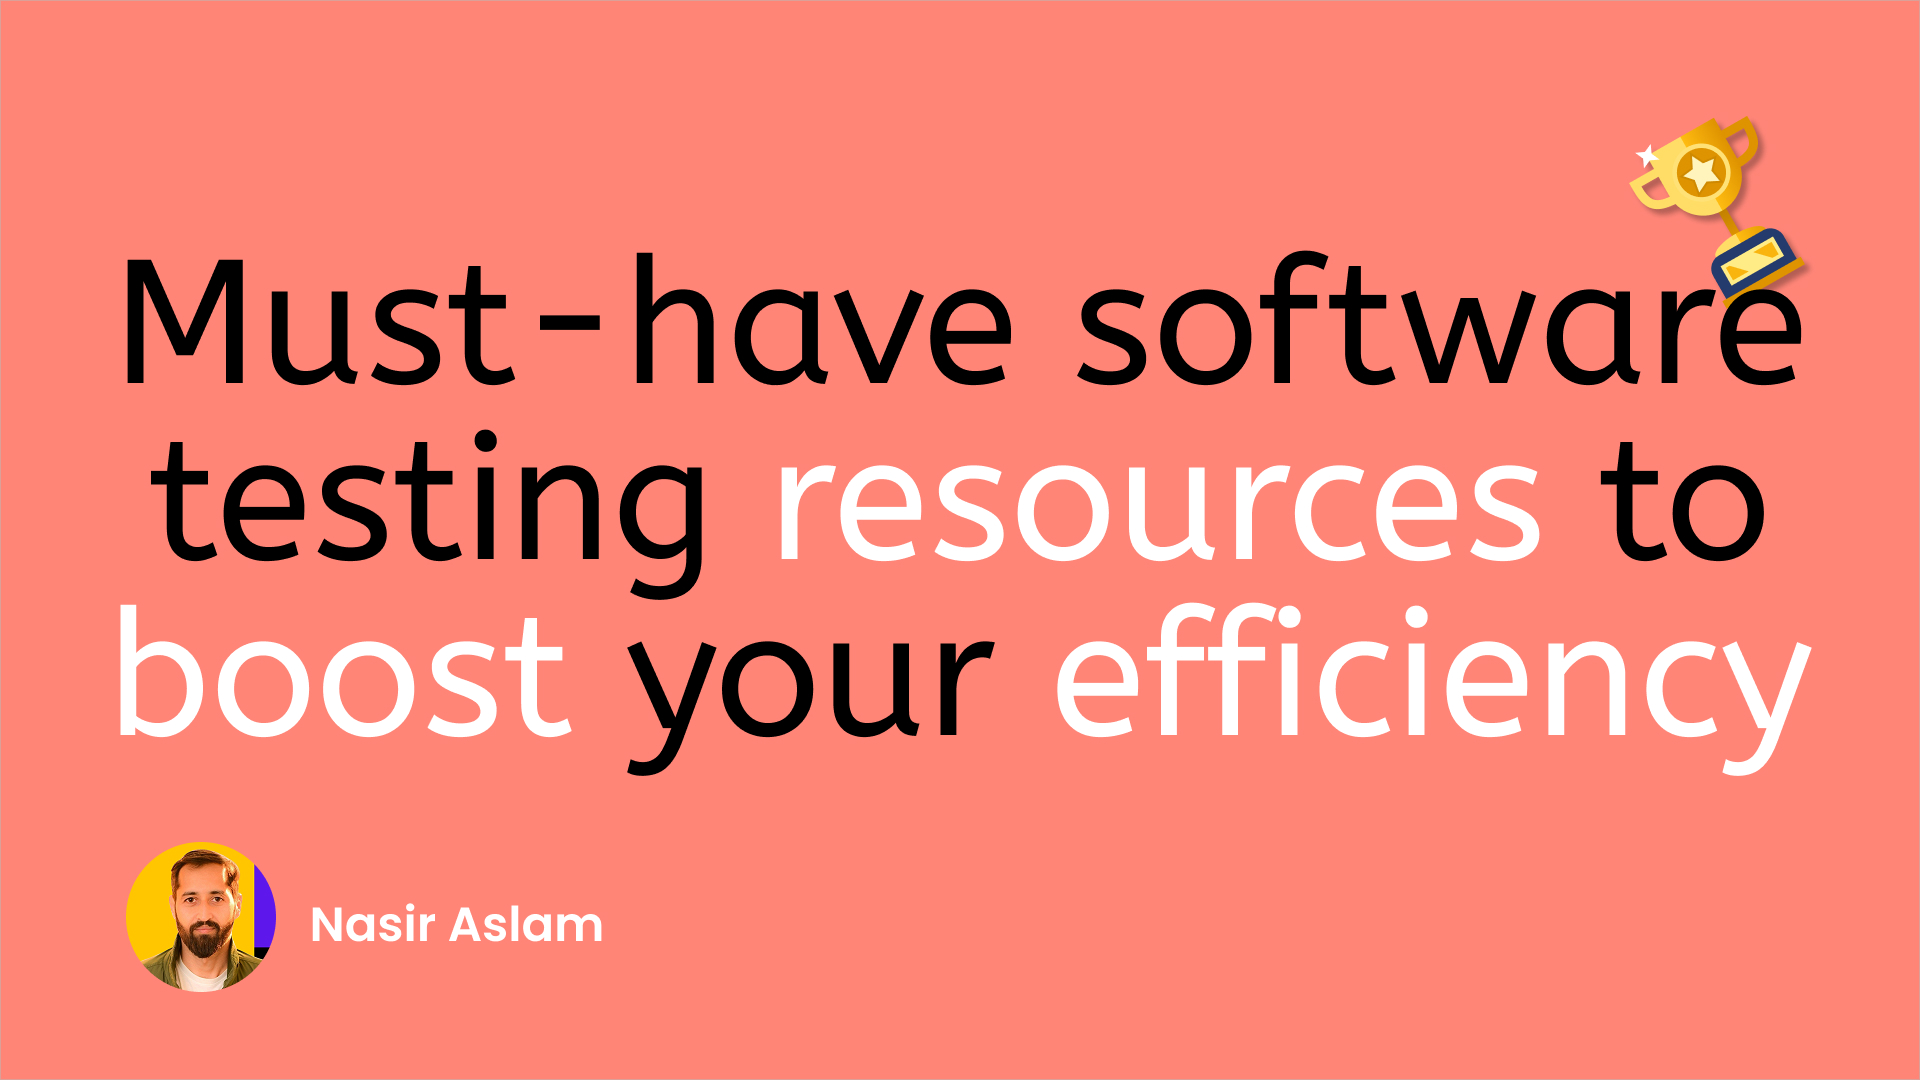 Must-have software
testing resources to
boost your efficiency
Nasir Aslam